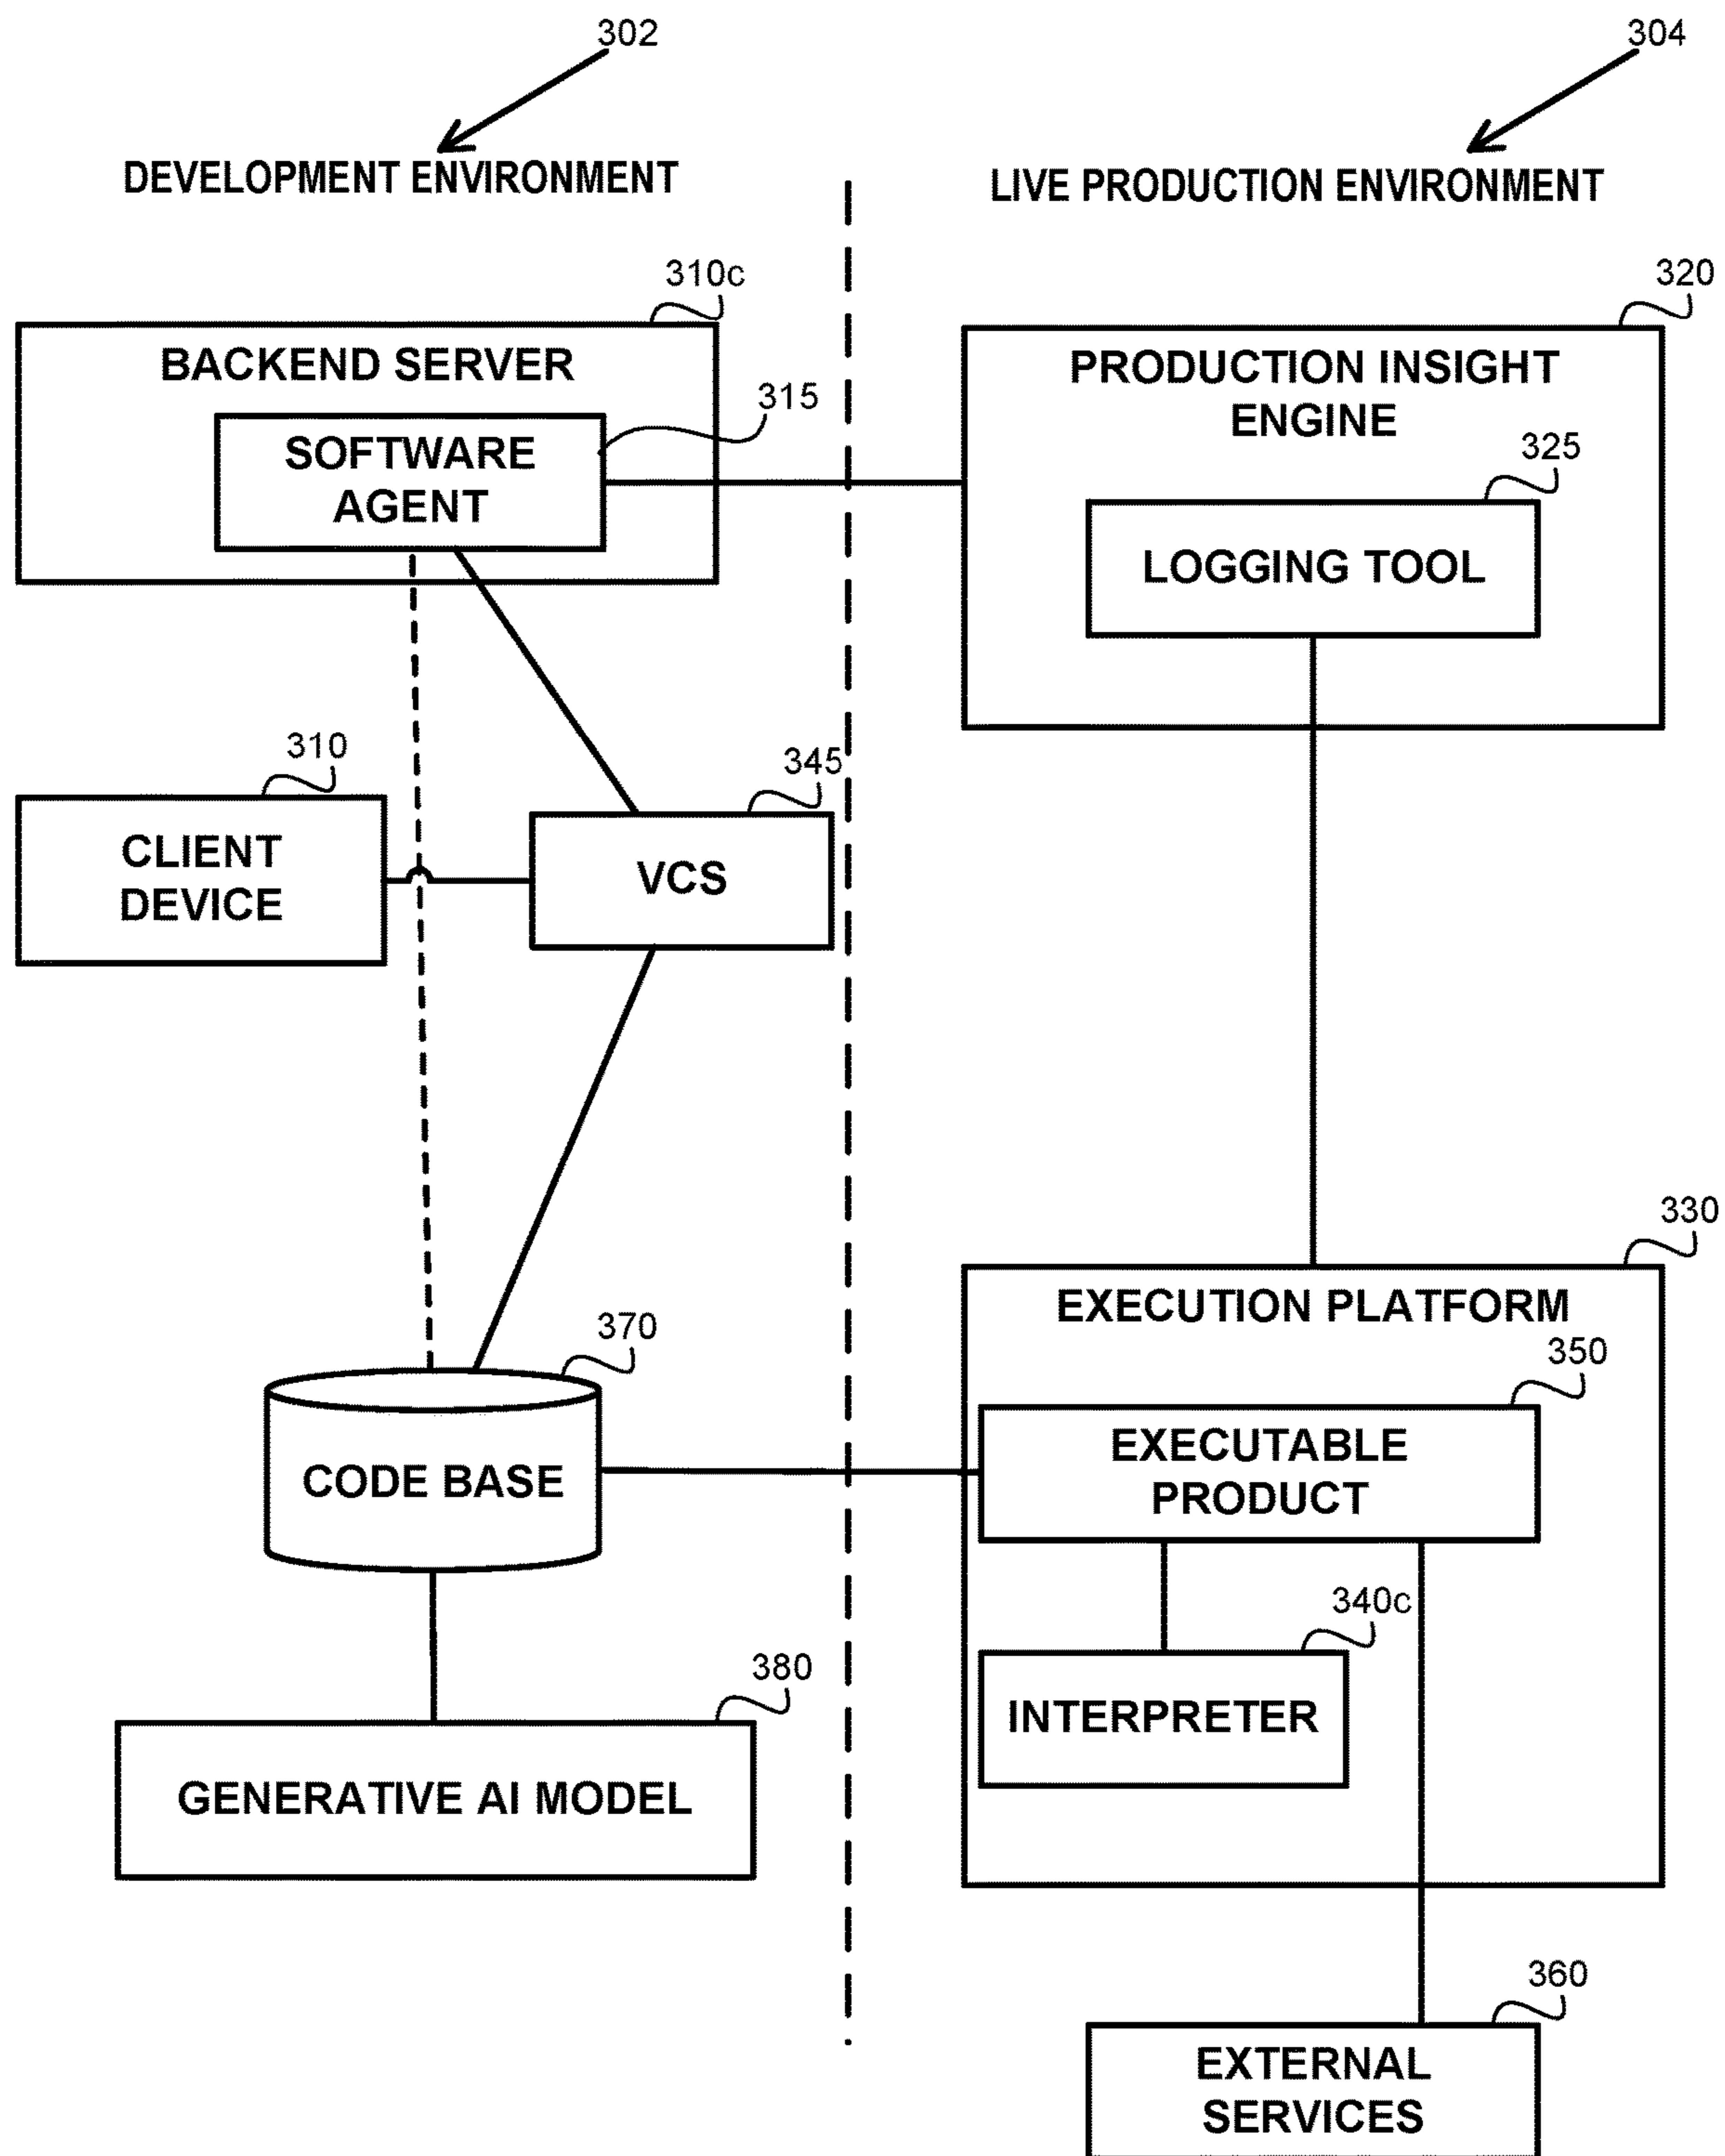 302
304
DEVELOPMENT ENVIRONMENT
LIVE PRODUCTION ENVIRONMENT
310c
320
BACKEND SERVER
PRODUCTION INSIGHT
ENGINE
315
SOFTWARE
AGENT
325
LOGGING TOOL
310
345
CLIENT
DEVICE
VCS
330
EXECUTION PLATFORM
370
350
CODE BASE
EXECUTABLE
PRODUCT
340c
380
INTERPRETER
GENERATIVE AI MODEL
360
EXTERNAL
SERVICES